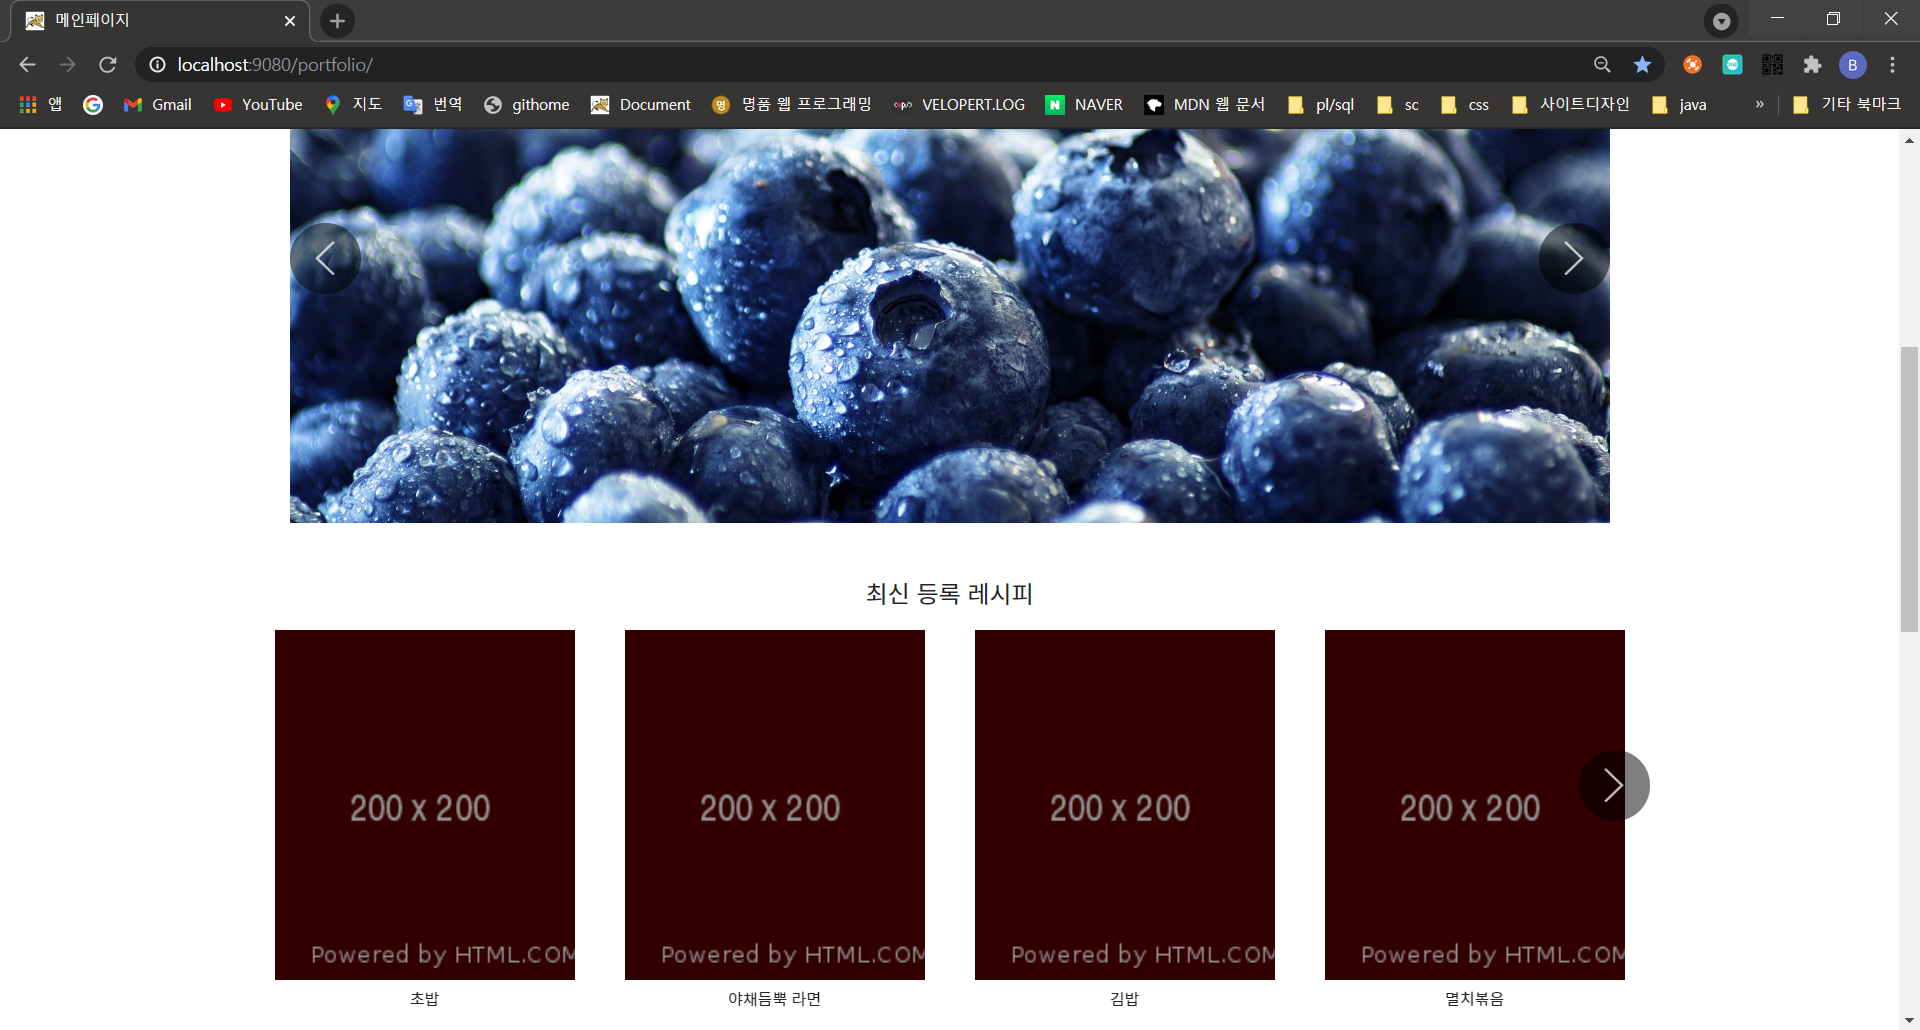 메인페이지
localhost:9080/portfolio/
B
앱 Gmail YouTube 지도 번역 githome Document 명품 웹 프로그래밍 VELOPERT.LOG NAVER MDN 웹 문서 pl/sql sc css 사이트디자인 java » 기타 북마크
최신 등록 레시피
200 x 200 200 x 200 200 x 200 200 x 200
Powered by HTML.COM Powered by HTML.COM Powered by HTML.COM Powered by HTML.COM
초밥 야채듬뿍 라면 김밥 멸치볶음